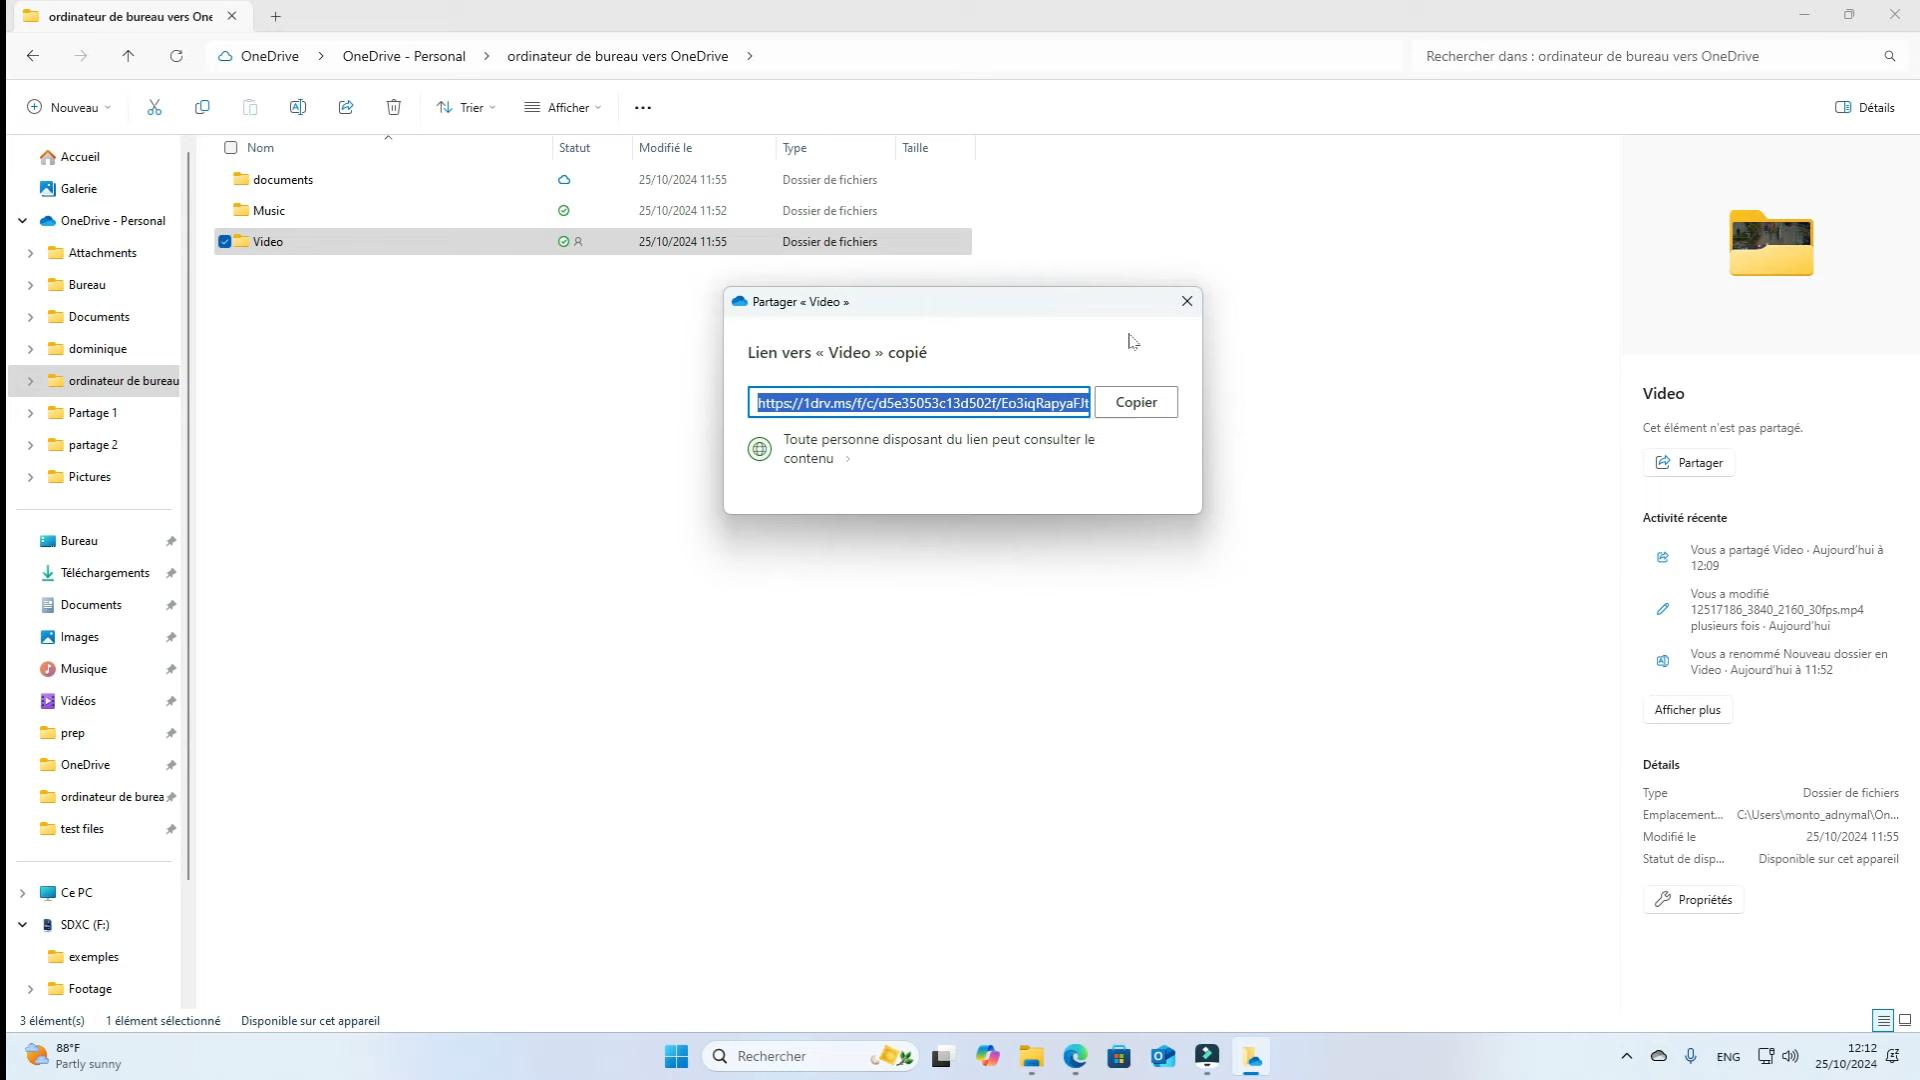 ordinateur de bureau vers One
OneDrive
OneDrive - Personal
ordinateur de bureau vers OneDrive
Rechercher dans : ordinateur de bureau vers OneDrive
Nouveau
Trier
Afficher
Détails
Nom
Statut
Modifié le
Type
Taille
documents
25/10/2024 11:55
Dossier de fichiers
Music
25/10/2024 11:52
Dossier de fichiers
Video
25/10/2024 11:55
Dossier de fichiers
Accueil
Galerie
OneDrive - Personal
Attachments
Bureau
Documents
dominique
ordinateur de bureau
Partage 1
partage 2
Pictures
Bureau
Téléchargements
Documents
Images
Musique
Vidéos
prep
OneDrive
ordinateur de burea
test files
Ce PC
SDXC (F:)
exemples
Footage
Partager « Video »
Lien vers « Video » copié
https://1drv.ms/f/c/d5e35053c13d502f/Eo3iqRapyaFJt
Copier
Toute personne disposant du lien peut consulter le
contenu
Video
Cet élément n'est pas partagé.
Partager
Activité récente
Vous a partagé Video · Aujourd'hui à
12:09
Vous a modifié
12517186_3840_2160_30fps.mp4
plusieurs fois · Aujourd'hui
Vous a renommé Nouveau dossier en
Video · Aujourd'hui à 11:52
Afficher plus
Détails
Type Dossier de fichiers
Emplacement... C:\Users\monto_adnymal\On...
Modifié le 25/10/2024 11:55
Statut de disp... Disponible sur cet appareil
Propriétés
3 élément(s)
1 élément sélectionné
Disponible sur cet appareil
88°F
Partly sunny
Rechercher
ENG
12:12
25/10/2024